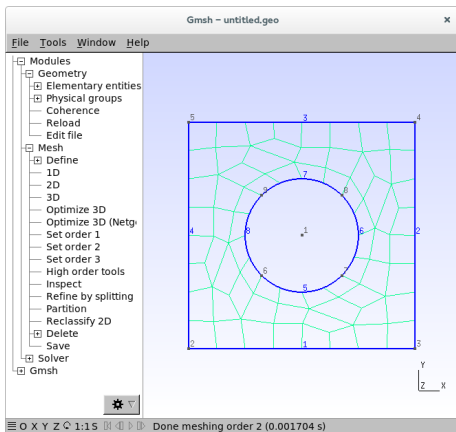 Gmsh - untitled.geo ×
File Tools Window Help
Modules
Geometry
Elementary entities
Physical groups
Coherence
Reload
Edit file
Mesh
Define
1D
2D
3D
Optimize 3D
Optimize 3D (Netg
Set order 1
Set order 2
Set order 3
High order tools
Inspect
Refine by splitting
Partition
Reclassify 2D
Delete
Save
Solver
Gmsh
5 3 4
7
9 8
4 8 1 6 2
6 7
5
2 1 3
Y
Z X
O X Y Z 1:1 S Done meshing order 2 (0.001704 s)